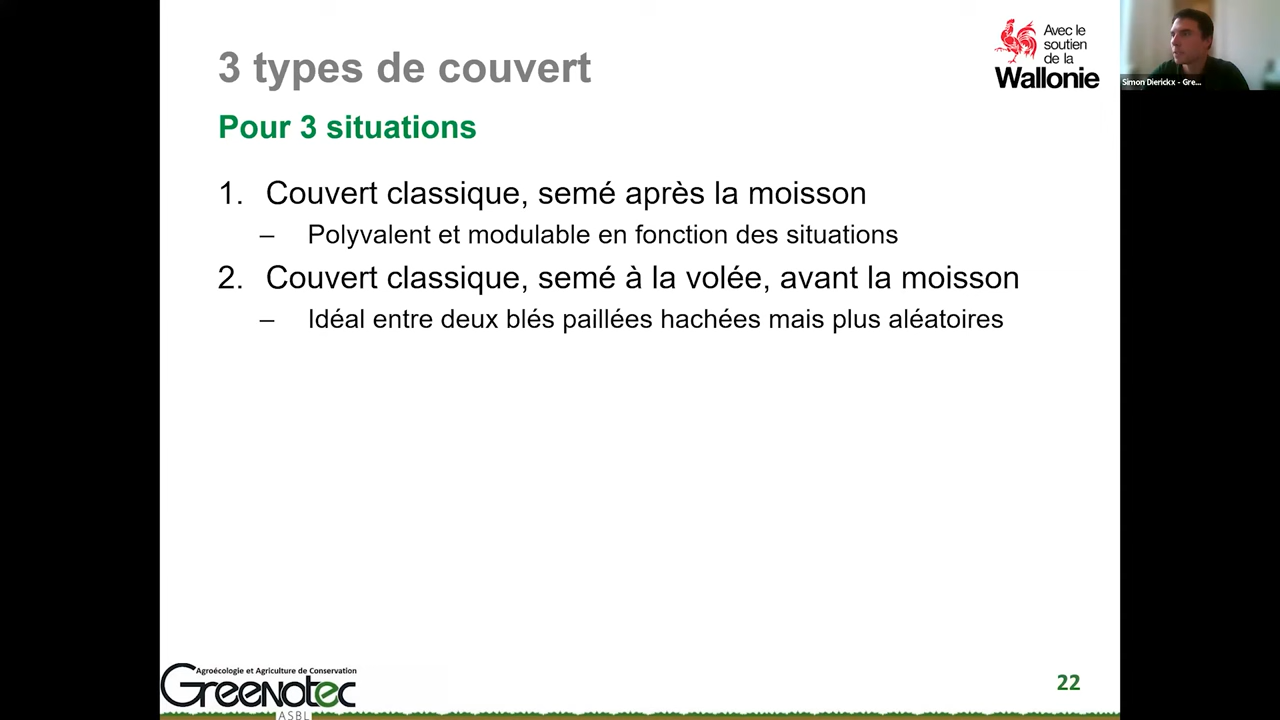 3 types de couvert
Pour 3 situations
1. Couvert classique, semé après la moisson
– Polyvalent et modulable en fonction des situations
2. Couvert classique, semé à la volée, avant la moisson
– Idéal entre deux blés paillées hachées mais plus aléatoires
Avec le
soutien
de la
Wallonie
Simon Dierickx - Gre...
Agroécologie et Agriculture de Conservation
Greenotec
ASBL
22